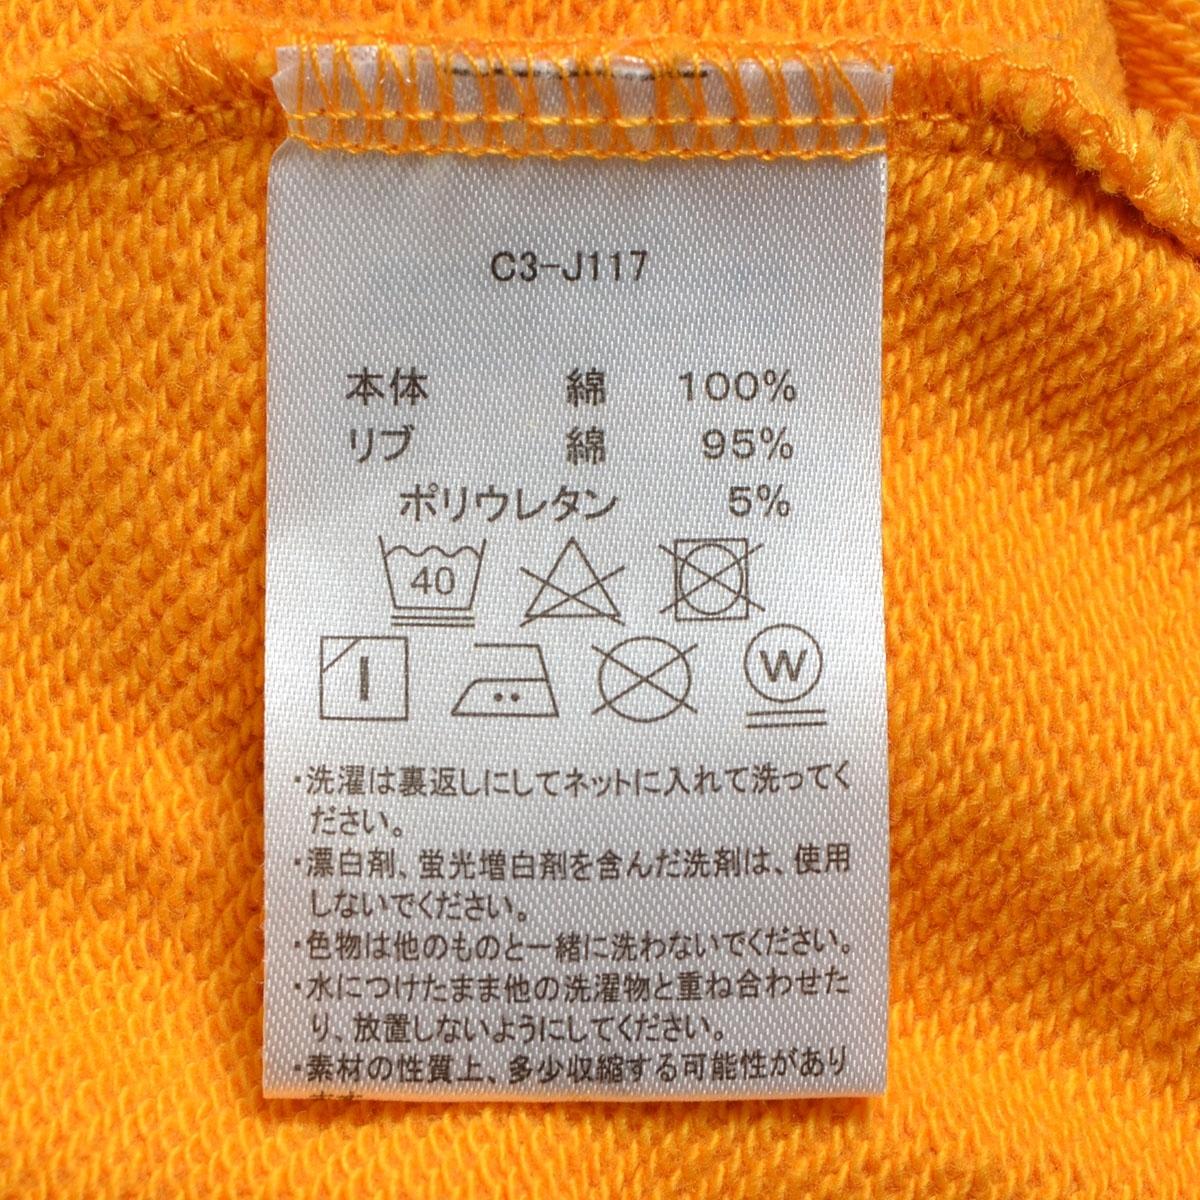 C3-J117
本体 綿 100%
リブ 綿 95%
ポリウレタン 5%
40
W
・洗濯は裏返しにしてネットに入れて洗ってく
ださい。
・漂白剤、蛍光増白剤を含んだ洗剤は、使用
しないでください。
・色物は他のものと一緒に洗わないでください。
・水につけたまま他の洗濯物と重ね合わせた
り、放置しないようにしてください。
・素材の性質上、多少収縮する可能性があり